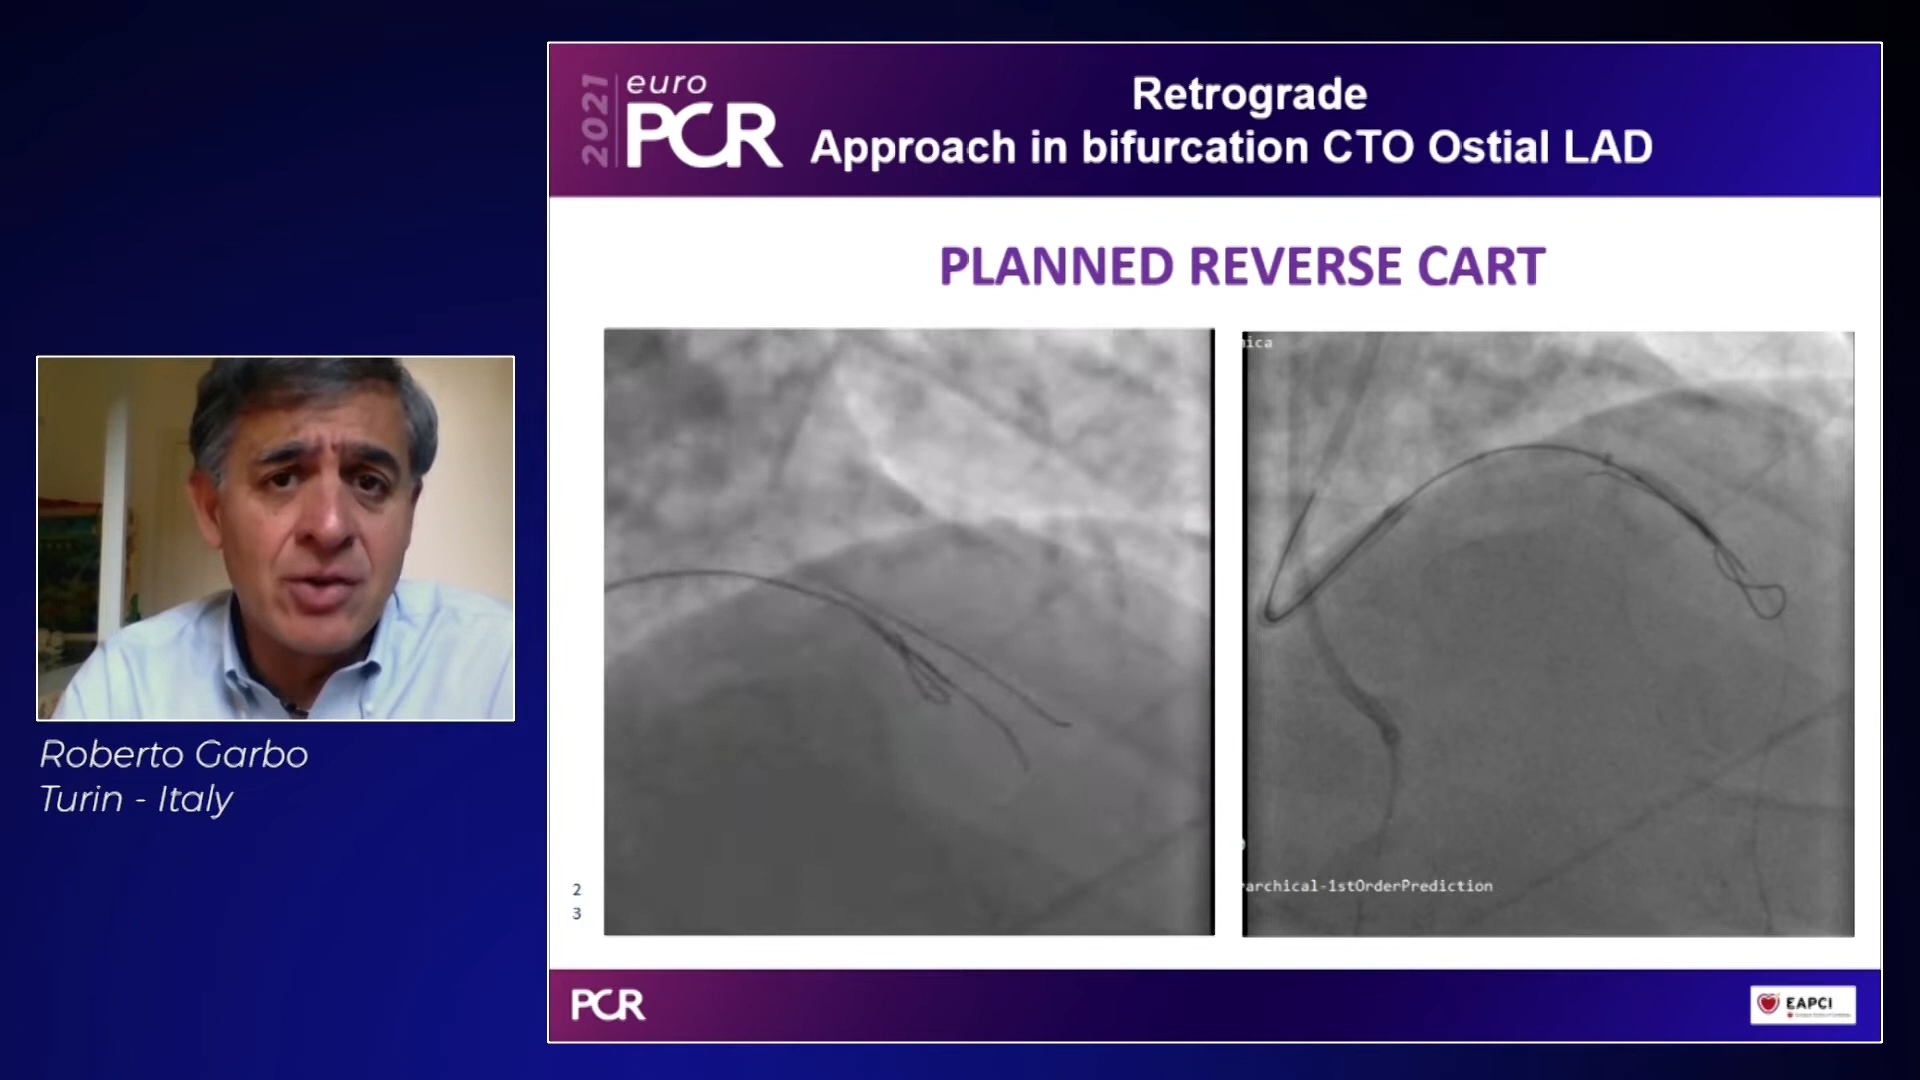 2021
euro
PCR
Retrograde
Approach in bifurcation CTO Ostial LAD
PLANNED REVERSE CART
ica
archical-1stOrderPrediction
2
3
Roberto Garbo
Turin - Italy
PCR
EAPCI